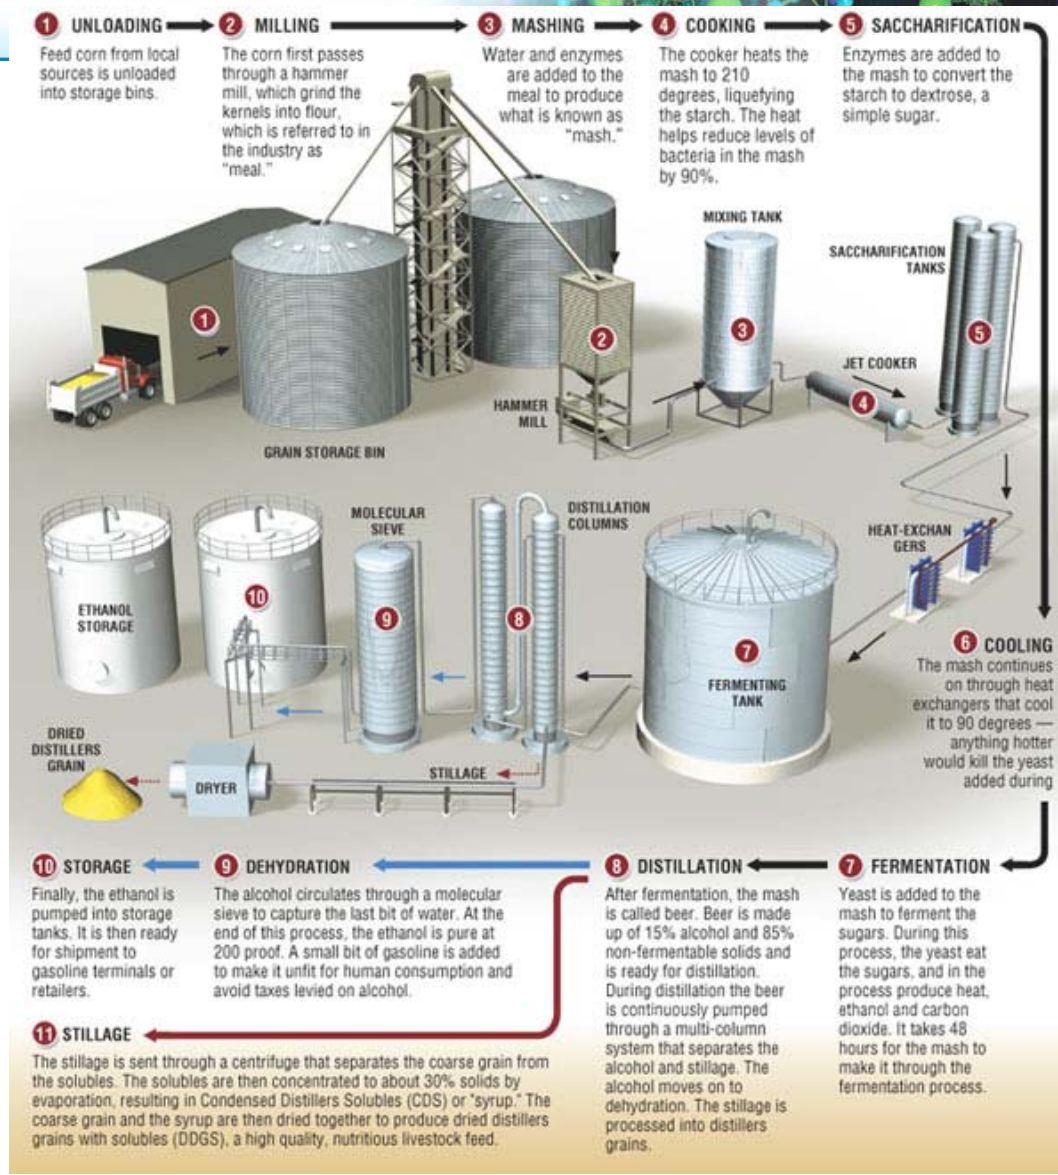 1 UNLOADING
Feed corn from local
sources is unloaded
into storage bins.
2 MILLING
The corn first passes
through a hammer
mill, which grind the
kernels into flour,
which is referred to in
the industry as
“meal.”
3 MASHING
Water and enzymes
are added to the
meal to produce
what is known as
“mash.”
4 COOKING
The cooker heats the
mash to 210
degrees, liquefying
the starch. The heat
helps reduce levels of
bacteria in the mash
by 90%.
5 SACCHARIFICATION
Enzymes are added to
the mash to convert the
starch to dextrose, a
simple sugar.
MIXING TANK
SACCHARIFICATION
TANKS
1
2
3
5
JET COOKER
4
HAMMER
MILL
GRAIN STORAGE BIN
MOLECULAR
SIEVE
DISTILLATION
COLUMNS
HEAT-EXCHAN
GERS
ETHANOL
STORAGE
10
9
8
7
FERMENTING
TANK
6 COOLING
The mash continues
on through heat
exchangers that cool
it to 90 degrees —
anything hotter
would kill the yeast
added during
DRIED
DISTILLERS
GRAIN
DRYER
STILLAGE
10 STORAGE
Finally, the ethanol is
pumped into storage
tanks. It is then ready
for shipment to
gasoline terminals or
retailers.
9 DEHYDRATION
The alcohol circulates through a molecular
sieve to capture the last bit of water. At the
end of this process, the ethanol is pure at
200 proof. A small bit of gasoline is added
to make it unfit for human consumption and
avoid taxes levied on alcohol.
8 DISTILLATION
After fermentation, the mash
is called beer. Beer is made
up of 15% alcohol and 85%
non-fermentable solids and
is ready for distillation.
During distillation the beer
is continuously pumped
through a multi-column
system that separates the
alcohol and stillage. The
alcohol moves on to
dehydration. The stillage is
processed into distillers
grains.
7 FERMENTATION
Yeast is added to the
mash to ferment the
sugars. During this
process, the yeast eat
the sugars, and in the
process produce heat,
ethanol and carbon
dioxide. It takes 48
hours for the mash to
make it through the
fermentation process.
11 STILLAGE
The stillage is sent through a centrifuge that separates the coarse grain from
the solubles. The solubles are then concentrated to about 30% solids by
evaporation, resulting in Condensed Distillers Solubles (CDS) or "syrup." The
coarse grain and the syrup are then dried together to produce dried distillers
grains with solubles (DDGS), a high quality, nutritious livestock feed.